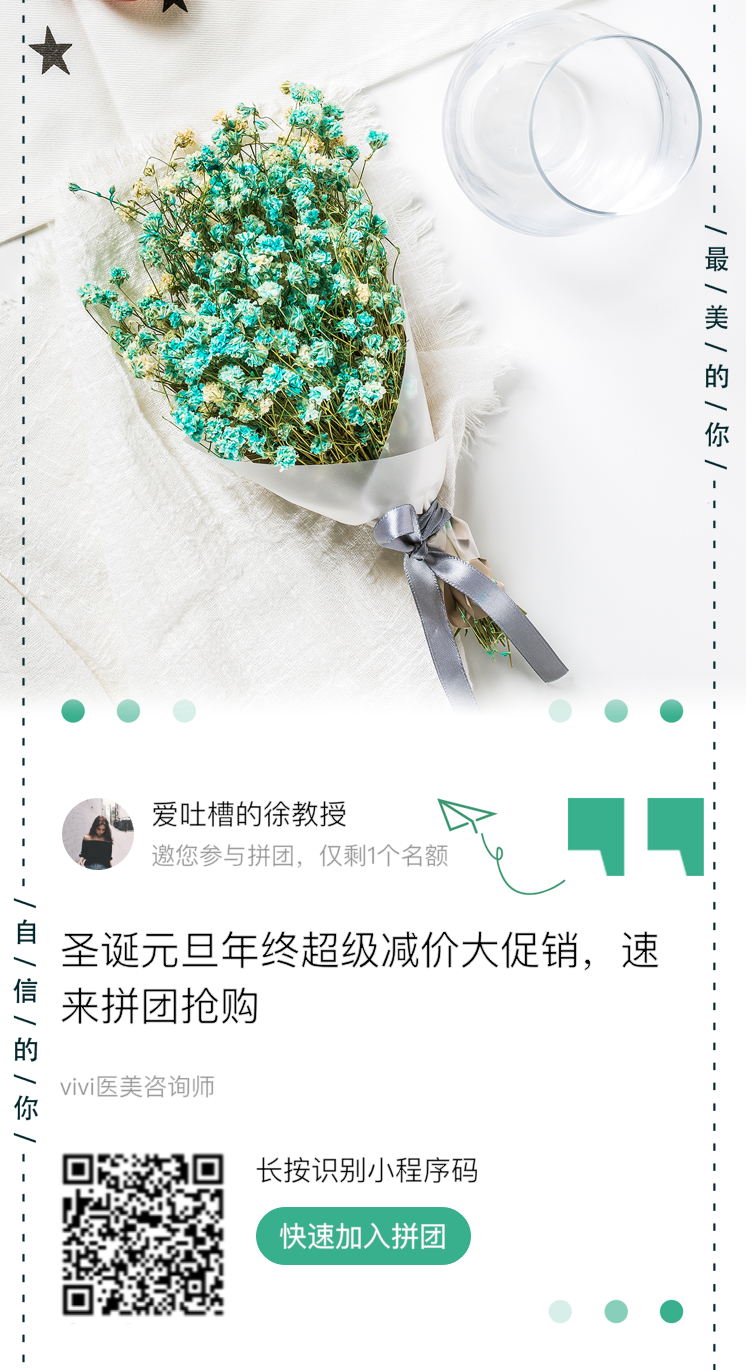 /最/美/的/你/
爱吐槽的徐教授
邀您参与拼团，仅剩1个名额
/自/信/的/你/
圣诞元旦年终超级减价大促销，速
来拼团抢购
vivi医美咨询师
长按识别小程序码
快速加入拼团